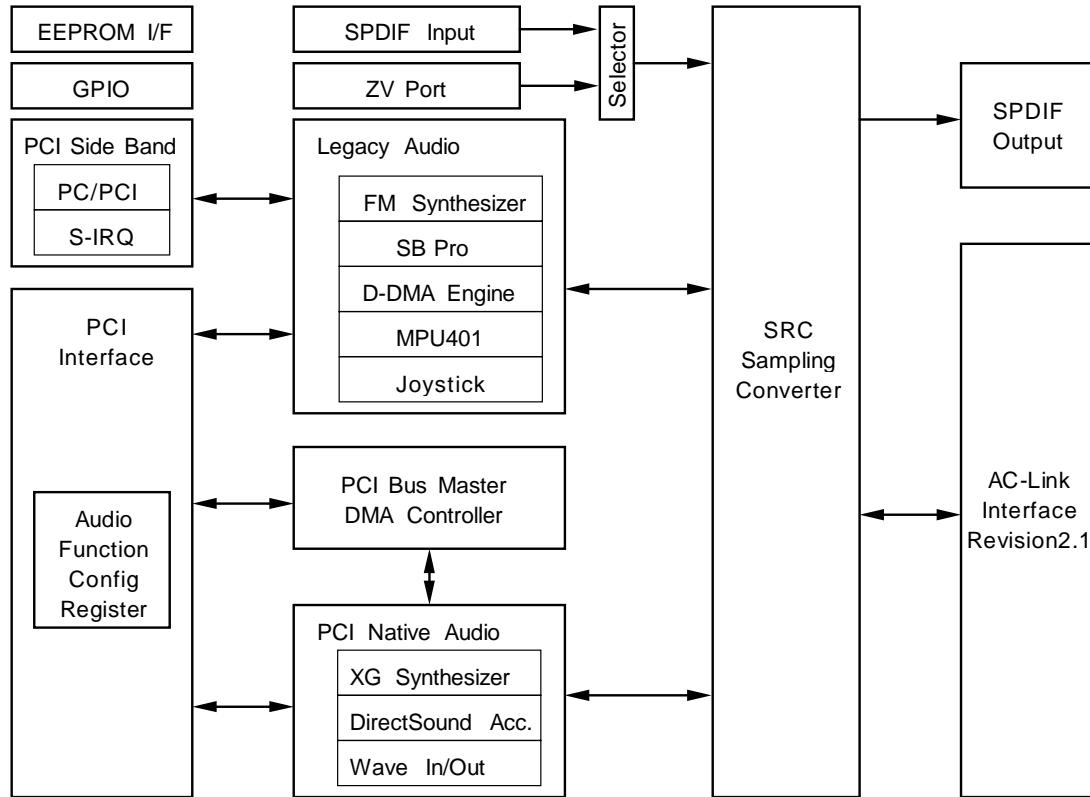 EEPROM I/F
GPIO
PCI Side Band
PC/PCI
S-IRQ
PCI
Interface
Audio
Function
Config
Register
SPDIF Input
ZV Port
Selector
Legacy Audio
FM Synthesizer
SB Pro
D-DMA Engine
MPU401
Joystick
PCI Bus Master
DMA Controller
PCI Native Audio
XG Synthesizer
DirectSound Acc.
Wave In/Out
SRC
Sampling
Converter
SPDIF
Output
AC-Link
Interface
Revision2.1